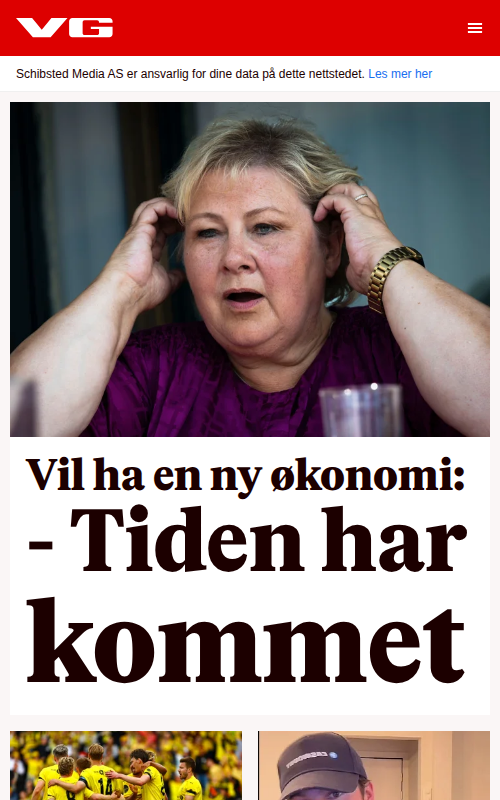 VG
Schibsted Media AS er ansvarlig for dine data på dette nettstedet. Les mer her
Vil ha en ny økonomi:
- Tiden har
kommet